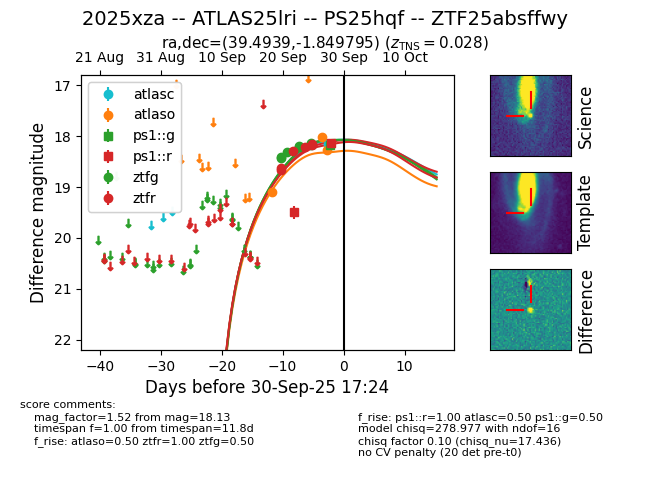 2025xza -- ATLAS25lri -- PS25hqf -- ZTF25absffwy
ra,dec=(39.4939,-1.849795) (z_TNS = 0.028)
21 Aug 31 Aug 10 Sep 20 Sep 30 Sep 10 Oct
atlasc
atlaso
ps1::g
ps1::r
ztfg
ztfr
17
18
19
20
21
22
Difference magnitude
−40 −30 −20 −10 0 10
Days before 30-Sep-25 17:24
Science
Template
Difference
score comments:
mag_factor=1.52 from mag=18.13
timespan f=1.00 from timespan=11.8d
f_rise: atlaso=0.50 ztfr=1.00 ztfg=0.50
f_rise: ps1::r=1.00 atlasc=0.50 ps1::g=0.50
model chisq=278.977 with ndof=16
chisq factor 0.10 (chisq_nu=17.436)
no CV penalty (20 det pre-t0)